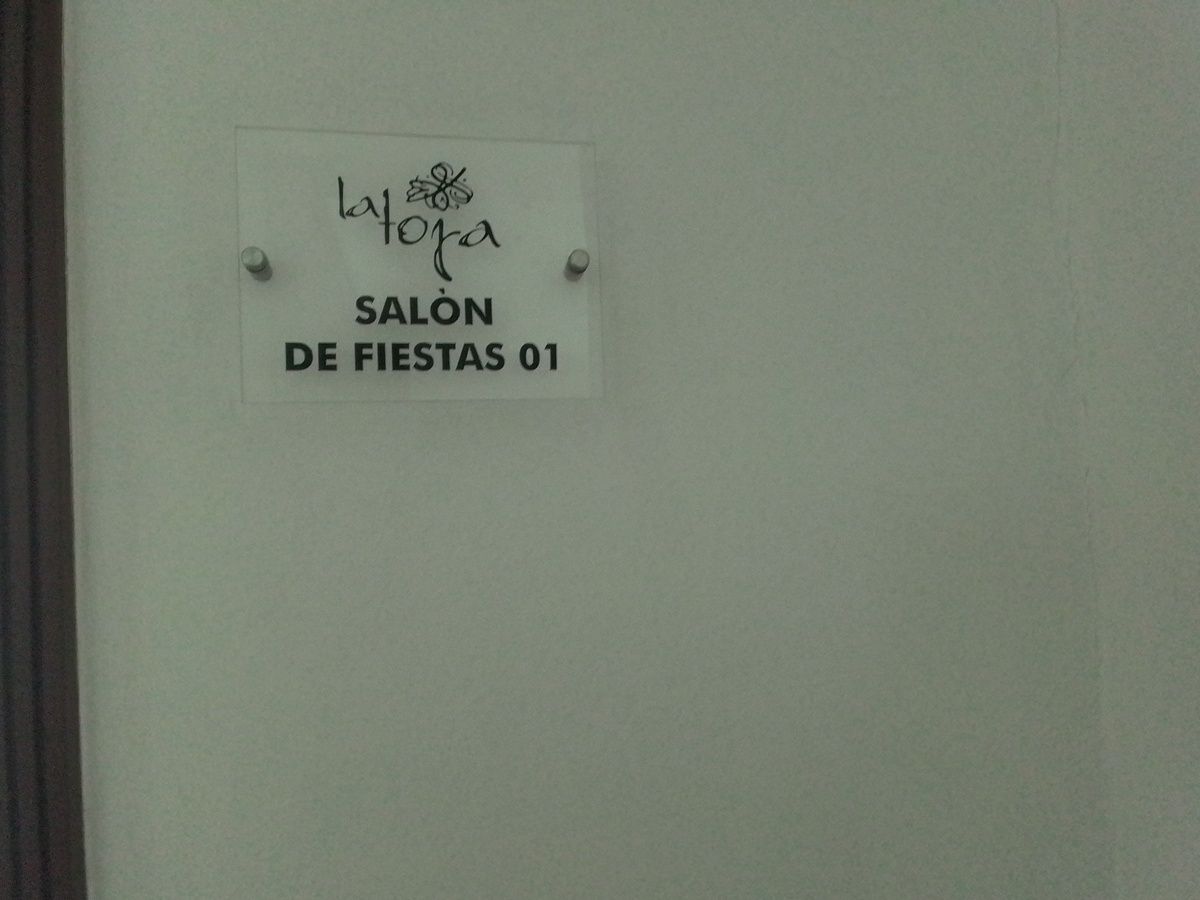 la toja
SALÒN
DE FIESTAS 01